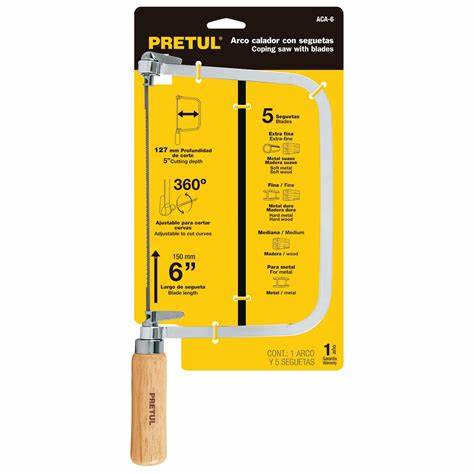 ACA-6
PRETUL®
Arco calador con seguetas
Coping saw with blades
127 mm Profundidad
de corte
5" Cutting depth
360º
Ajustable para cortar
curvas
Adjustable to cut curves
150 mm
6"
Largo de segueta
Blade length
5 Seguetas
Blades
Extra fina
Extra-fine
Metal suave
Madera suave
Soft metal
Soft wood
Fina / Fine
Metal duro
Madera dura
Hard metal
Hard wood
Mediana / Medium
Madera / wood
Para metal
For metal
Metal / metal
CONT.: 1 ARCO
Y 5 SEGUETAS
1 año
Garantía
Warranty
PRETUL